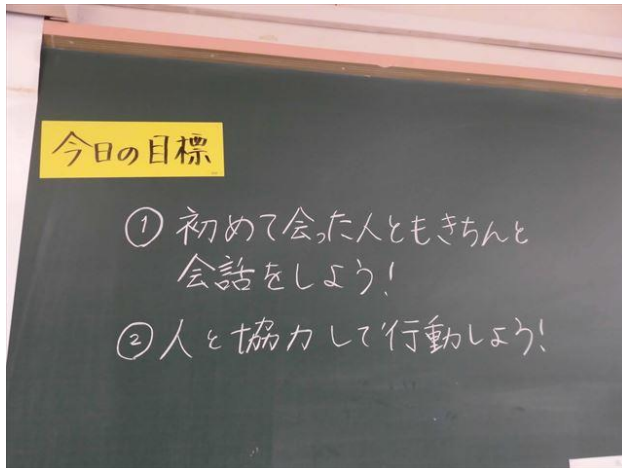 今日の目標
① 初めて会った人ともきちんと
会話をしよう!
② 人と協力して行動しよう!